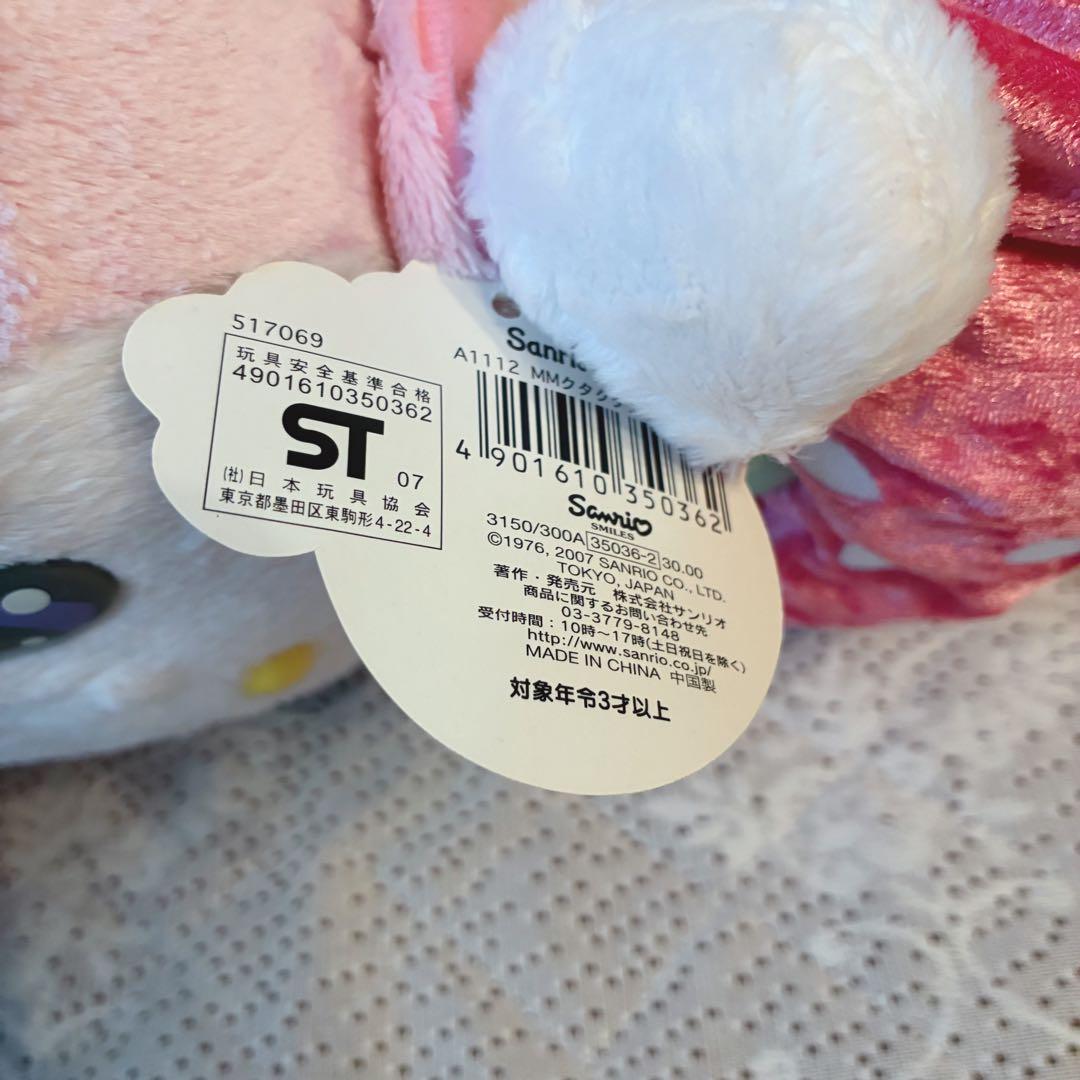 517069
玩具安全基準合格
4901610350362
ST 07
(社)日本玩具協会
東京都墨田区東駒形4-22-4
Sanrio
A1112 MMクタクタ
4 901610 350362
Sanrio
SMILES
3150/300A 35036-2 30.00
©1976, 2007 SANRIO CO., LTD.
TOKYO, JAPAN
著作・発売元 株式会社サンリオ
商品に関するお問い合わせ先
03-3779-8148
受付時間：10時〜17時(土日祝日を除く)
http://www.sanrio.co.jp/
MADE IN CHINA 中国製
対象年令3才以上